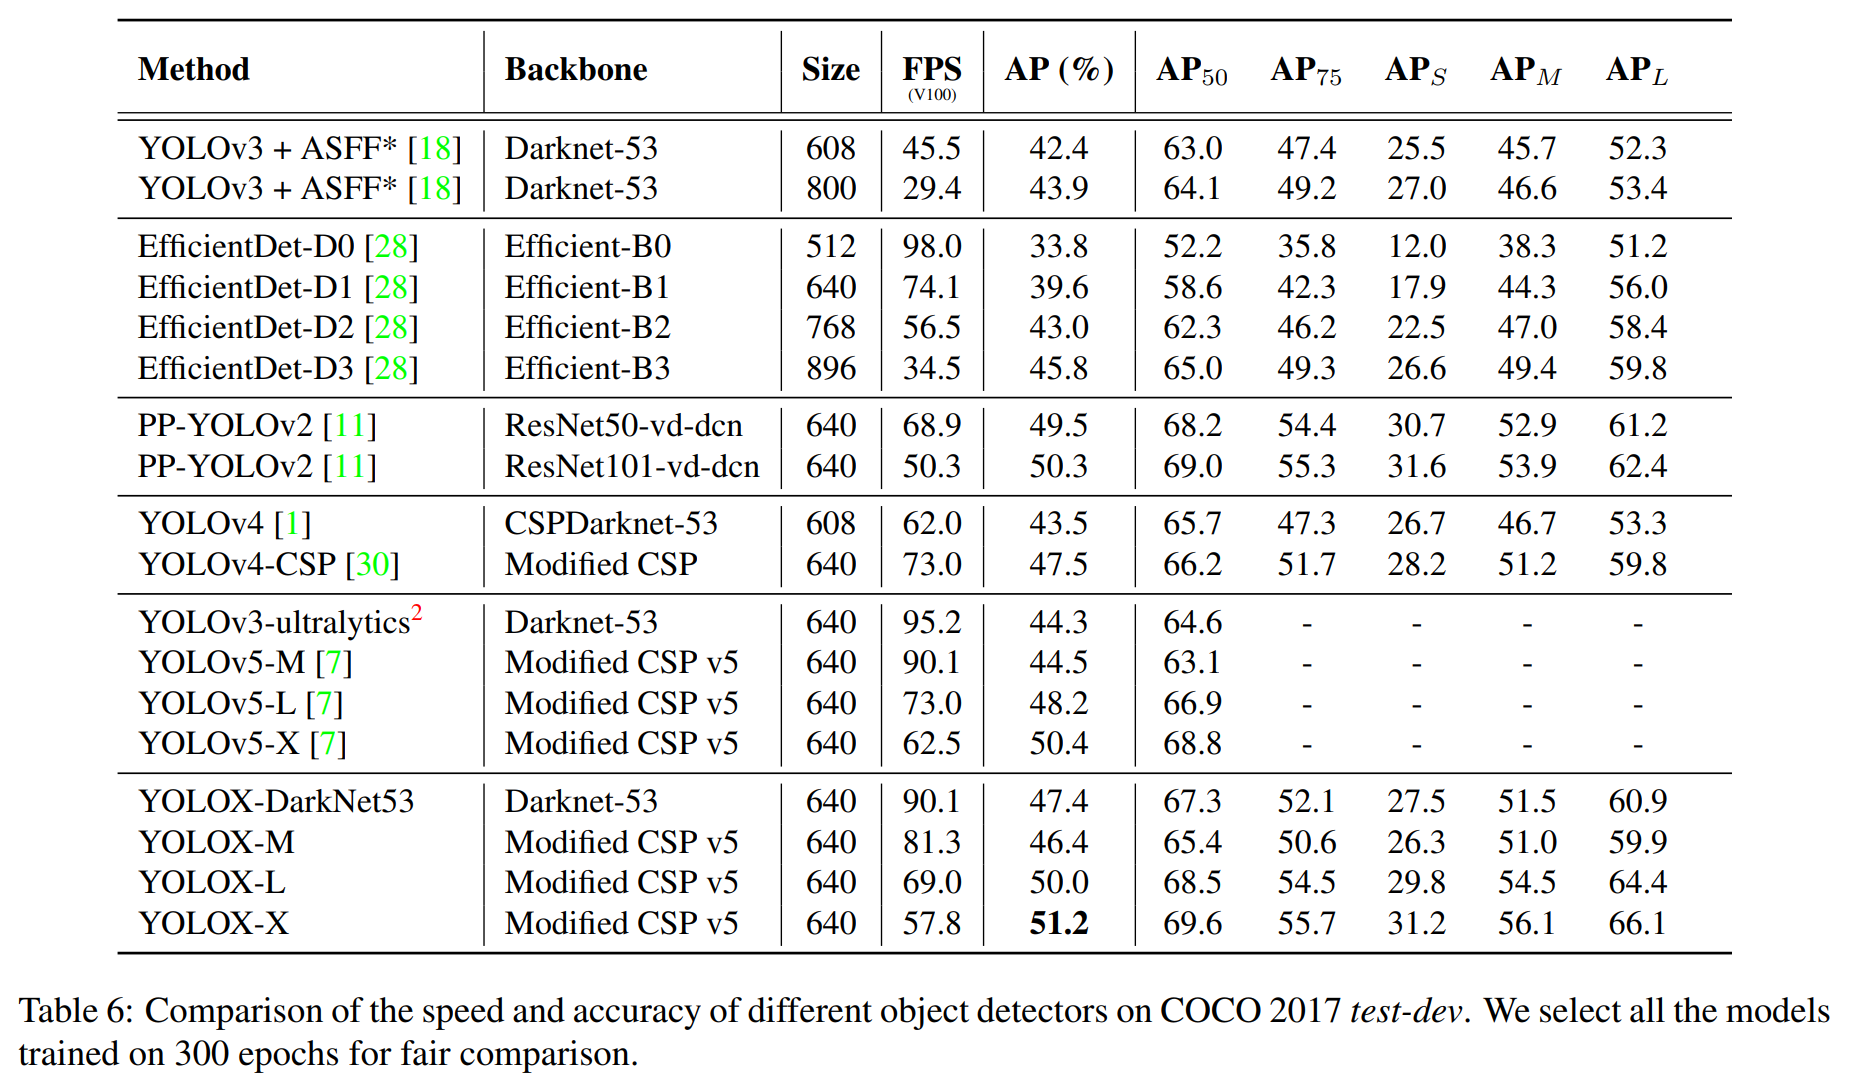 Method Backbone Size FPS (V100) AP (%) AP50 AP75 APS APM APL
YOLOv3 + ASFF* [18] Darknet-53 608 45.5 42.4 63.0 47.4 25.5 45.7 52.3
YOLOv3 + ASFF* [18] Darknet-53 800 29.4 43.9 64.1 49.2 27.0 46.6 53.4
EfficientDet-D0 [28] Efficient-B0 512 98.0 33.8 52.2 35.8 12.0 38.3 51.2
EfficientDet-D1 [28] Efficient-B1 640 74.1 39.6 58.6 42.3 17.9 44.3 56.0
EfficientDet-D2 [28] Efficient-B2 768 56.5 43.0 62.3 46.2 22.5 47.0 58.4
EfficientDet-D3 [28] Efficient-B3 896 34.5 45.8 65.0 49.3 26.6 49.4 59.8
PP-YOLOv2 [11] ResNet50-vd-dcn 640 68.9 49.5 68.2 54.4 30.7 52.9 61.2
PP-YOLOv2 [11] ResNet101-vd-dcn 640 50.3 50.3 69.0 55.3 31.6 53.9 62.4
YOLOv4 [1] CSPDarknet-53 608 62.0 43.5 65.7 47.3 26.7 46.7 53.3
YOLOv4-CSP [30] Modified CSP 640 73.0 47.5 66.2 51.7 28.2 51.2 59.8
YOLOv3-ultralytics2 Darknet-53 640 95.2 44.3 64.6 - - - -
YOLOv5-M [7] Modified CSP v5 640 90.1 44.5 63.1 - - - -
YOLOv5-L [7] Modified CSP v5 640 73.0 48.2 66.9 - - - -
YOLOv5-X [7] Modified CSP v5 640 62.5 50.4 68.8 - - - -
YOLOX-DarkNet53 Darknet-53 640 90.1 47.4 67.3 52.1 27.5 51.5 60.9
YOLOX-M Modified CSP v5 640 81.3 46.4 65.4 50.6 26.3 51.0 59.9
YOLOX-L Modified CSP v5 640 69.0 50.0 68.5 54.5 29.8 54.5 64.4
YOLOX-X Modified CSP v5 640 57.8 51.2 69.6 55.7 31.2 56.1 66.1
Table 6: Comparison of the speed and accuracy of different object detectors on COCO 2017 test-dev. We select all the models
trained on 300 epochs for fair comparison.